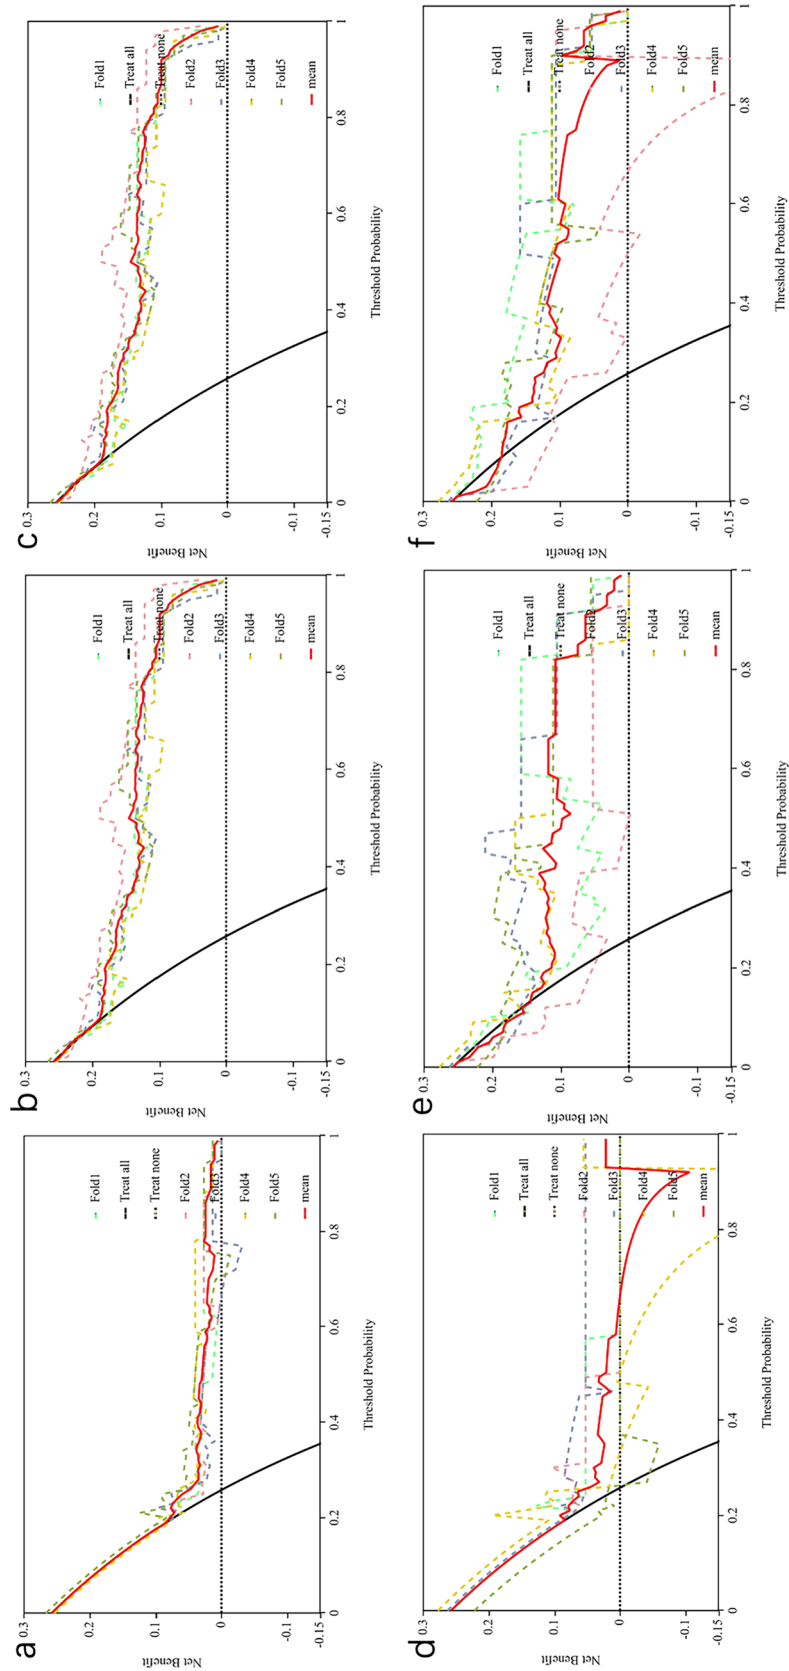 a
Net Benefit
0.3
0.2
0.1
0
-0.1
-0.15
0 0.2 0.4 0.6 0.8 1
Threshold Probability
Fold1
Treat all
Treat none
Fold2
Fold3
Fold4
Fold5
mean
b
Net Benefit
0.3
0.2
0.1
0
-0.1
-0.15
0 0.2 0.4 0.6 0.8 1
Threshold Probability
Fold1
Treat all
Treat none
Fold2
Fold3
Fold4
Fold5
mean
c
Net Benefit
0.3
0.2
0.1
0
-0.1
-0.15
0 0.2 0.4 0.6 0.8 1
Threshold Probability
Fold1
Treat all
Treat none
Fold2
Fold3
Fold4
Fold5
mean
d
Net Benefit
0.3
0.2
0.1
0
-0.1
-0.15
0 0.2 0.4 0.6 0.8 1
Threshold Probability
Fold1
Treat all
Treat none
Fold2
Fold3
Fold4
Fold5
mean
e
Net Benefit
0.3
0.2
0.1
0
-0.1
-0.15
0 0.2 0.4 0.6 0.8 1
Threshold Probability
Fold1
Treat all
Treat none
Fold2
Fold3
Fold4
Fold5
mean
f
Net Benefit
0.3
0.2
0.1
0
-0.1
-0.15
0 0.2 0.4 0.6 0.8 1
Threshold Probability
Fold1
Treat all
Treat none
Fold2
Fold3
Fold4
Fold5
mean